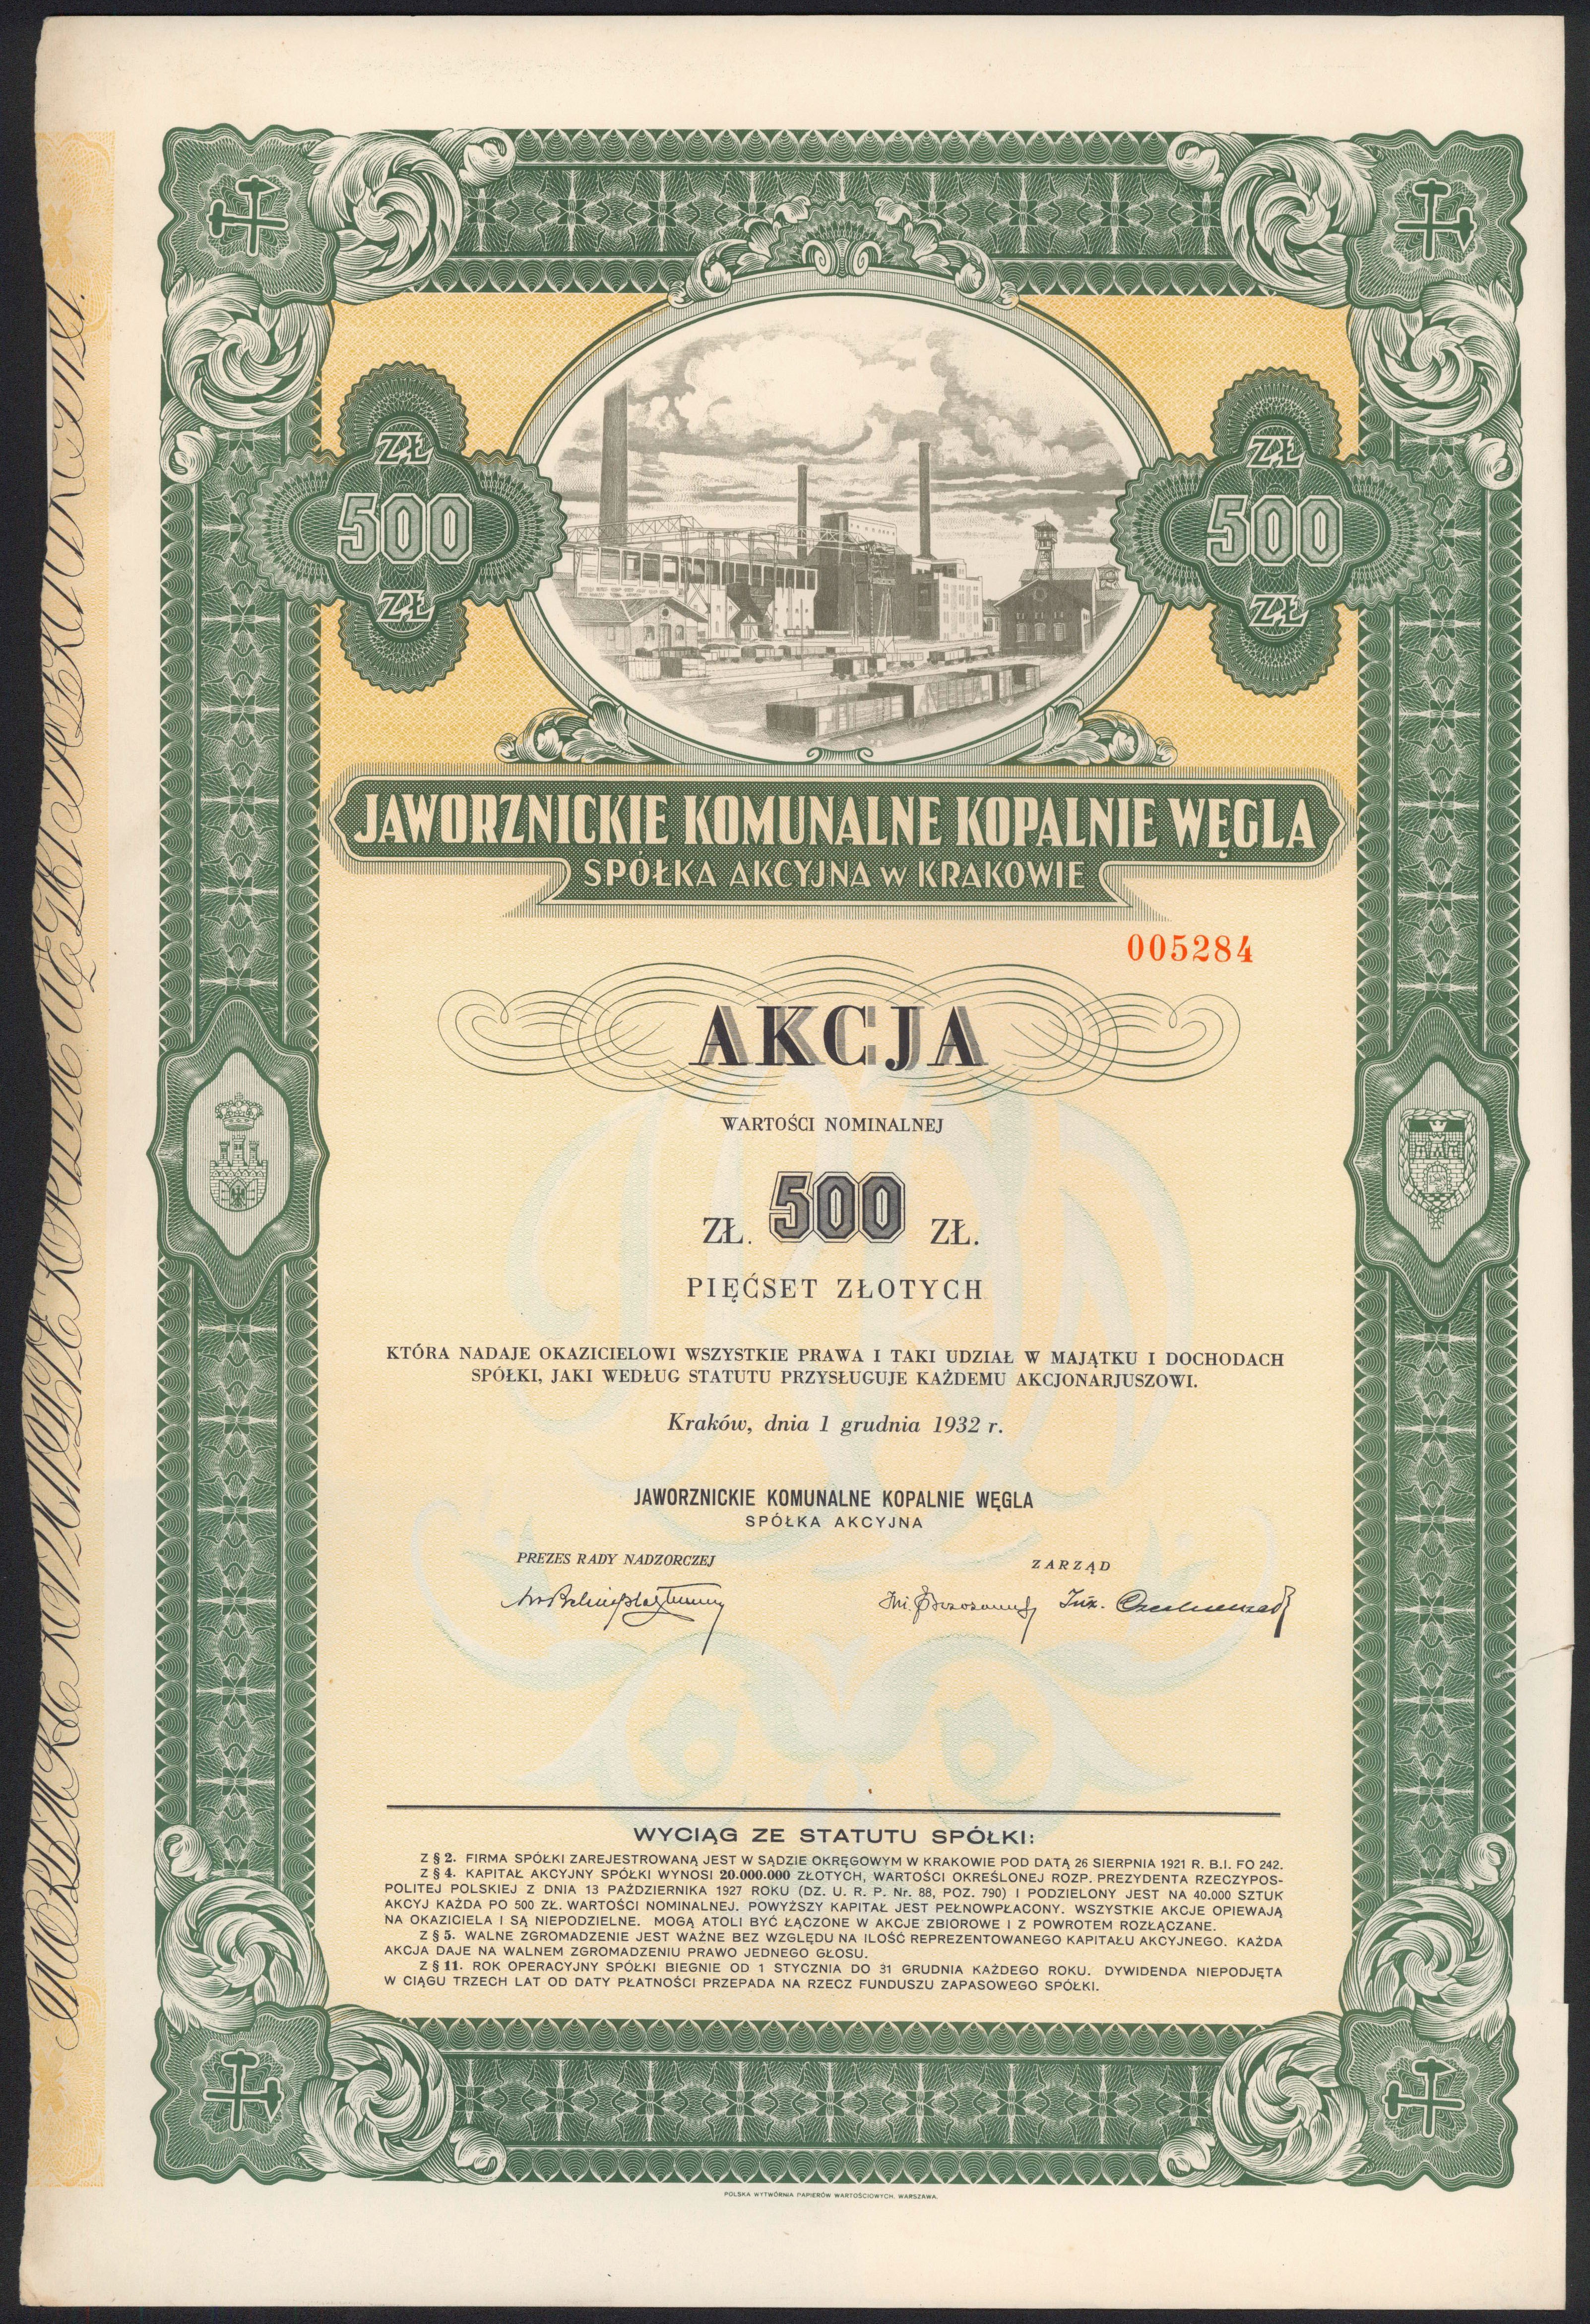 ZŁ
500
ZŁ
ZŁ
500
ZŁ
JAWORZNICKIE KOMUNALNE KOPALNIE WĘGLA
SPÓŁKA AKCYJNA W KRAKOWIE
005284
AKCJA
WARTOŚCI NOMINALNEJ
ZŁ. 500 ZŁ.
PIĘĆSET ZŁOTYCH
KTÓRA NADAJE OKAZICIELOWI WSZYSTKIE PRAWA I TAKI UDZIAŁ W MAJĄTKU I DOCHODACH
SPÓŁKI, JAKI WEDŁUG STATUTU PRZYSŁUGUJE KAŻDEMU AKCJONARJUSZOWI.
Kraków, dnia 1 grudnia 1932 r.
JAWORZNICKIE KOMUNALNE KOPALNIE WĘGLA
SPÓŁKA AKCYJNA
PREZES RADY NADZORCZEJ
ZARZĄD
Inż.
WYCIĄG ZE STATUTU SPÓŁKI:
Z § 2. FIRMA SPÓŁKI ZAREJESTROWANĄ JEST W SĄDZIE OKRĘGOWYM W KRAKOWIE POD DATĄ 26 SIERPNIA 1921 R. B.I. FO 242.
Z § 4. KAPITAŁ AKCYJNY SPÓŁKI WYNOSI 20.000.000 ZŁOTYCH, WARTOŚCI OKREŚLONEJ ROZP. PREZYDENTA RZECZYPOS-
POLITEJ POLSKIEJ Z DNIA 13 PAŹDZIERNIKA 1927 ROKU (DZ. U. R. P. Nr. 88, POZ. 790) I PODZIELONY JEST NA 40.000 SZTUK
AKCYJ KAŻDA PO 500 ZŁ. WARTOŚCI NOMINALNEJ. POWYŻSZY KAPITAŁ JEST PEŁNOWPŁACONY. WSZYSTKIE AKCJE OPIEWAJĄ
NA OKAZICIELA I SĄ NIEPODZIELNE. MOGĄ ATOLI BYĆ ŁĄCZONE W AKCJE ZBIOROWE I Z POWROTEM ROZŁĄCZANE.
Z § 5. WALNE ZGROMADZENIE JEST WAŻNE BEZ WZGLĘDU NA ILOŚĆ REPREZENTOWANEGO KAPITAŁU AKCYJNEGO. KAŻDA
AKCJA DAJE NA WALNEM ZGROMADZENIU PRAWO JEDNEGO GŁOSU.
Z § 11. ROK OPERACYJNY SPÓŁKI BIEGNIE OD 1 STYCZNIA DO 31 GRUDNIA KAŻDEGO ROKU. DYWIDENDA NIEPODJĘTA
W CIĄGU TRZECH LAT OD DATY PŁATNOŚCI PRZEPADA NA RZECZ FUNDUSZU ZAPASOWEGO SPÓŁKI.
POLSKA WYTWÓRNIA PAPIERÓW WARTOŚCIOWYCH. WARSZAWA.